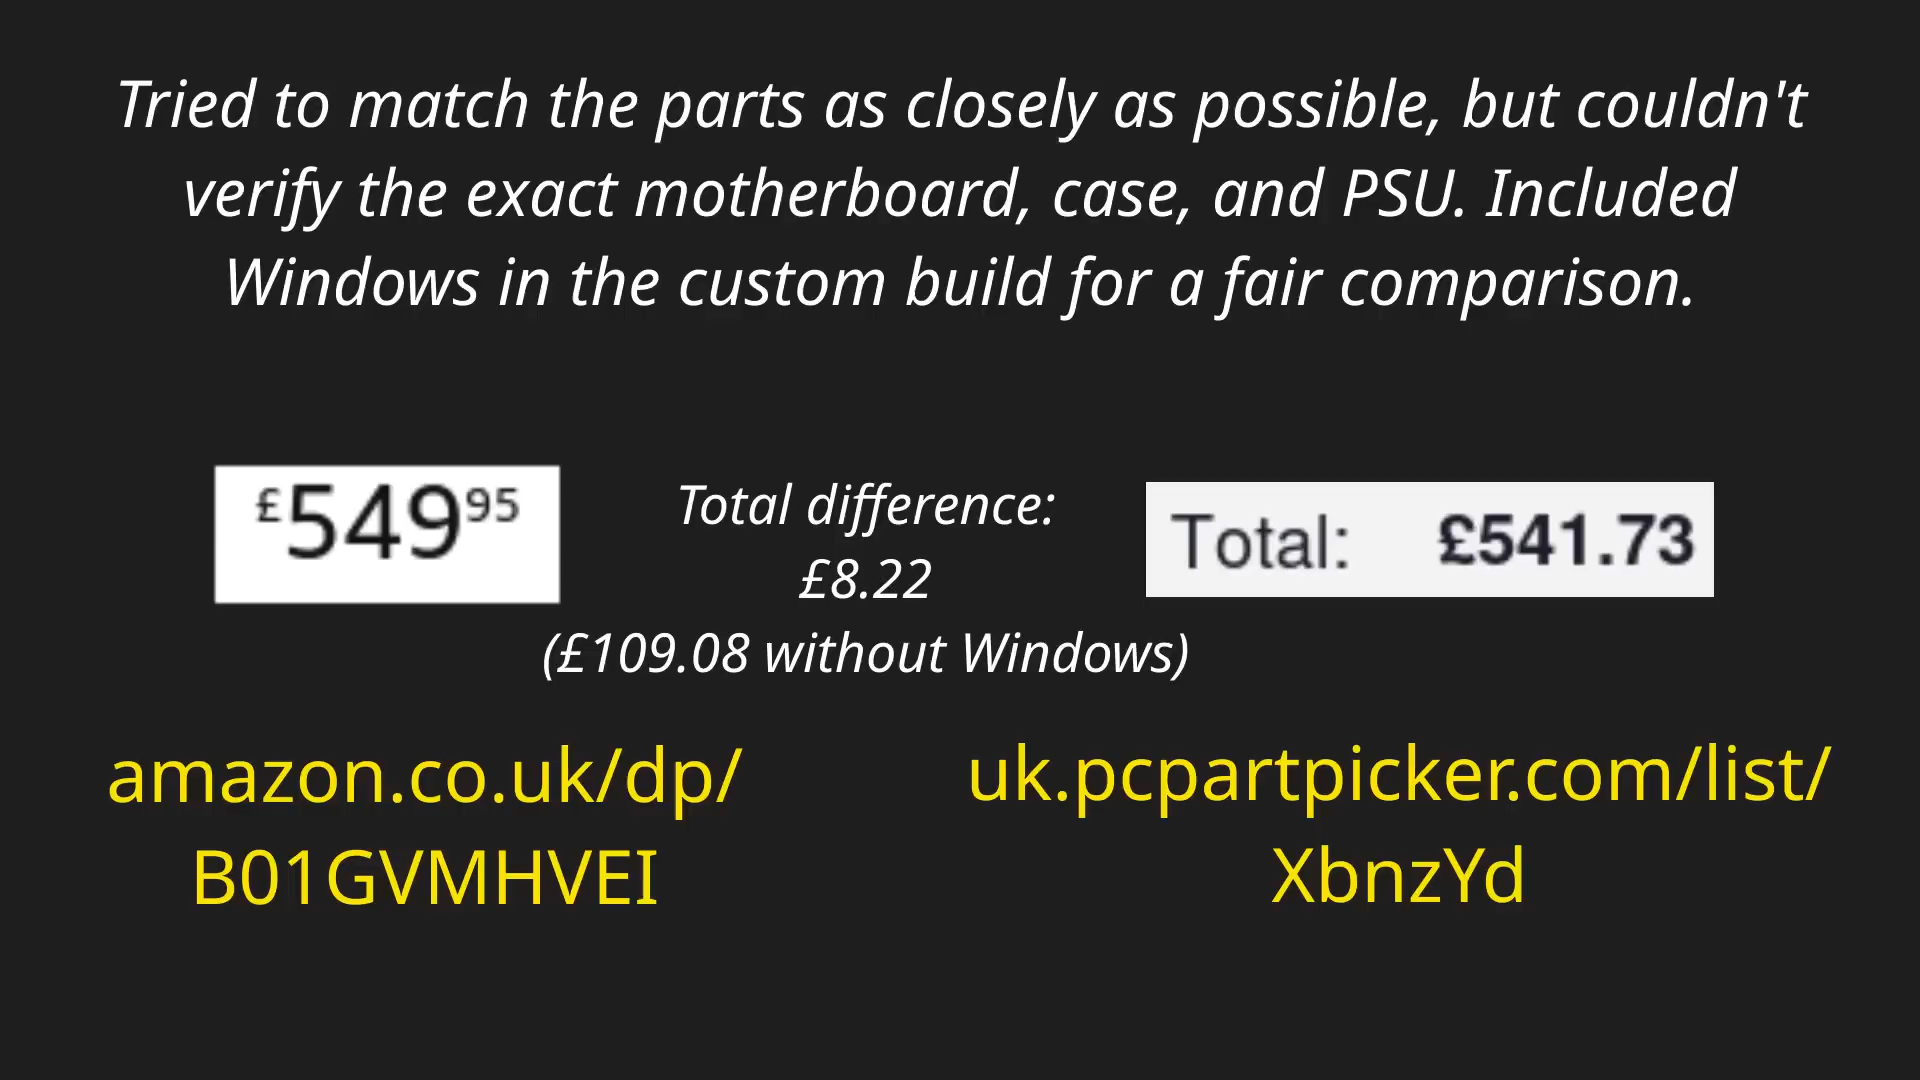 Tried to match the parts as closely as possible, but couldn't
verify the exact motherboard, case, and PSU. Included
Windows in the custom build for a fair comparison.
£54995
Total difference:
£8.22
(£109.08 without Windows)
Total: £541.73
amazon.co.uk/dp/
B01GVMHVEI
uk.pcpartpicker.com/list/
XbnzYd